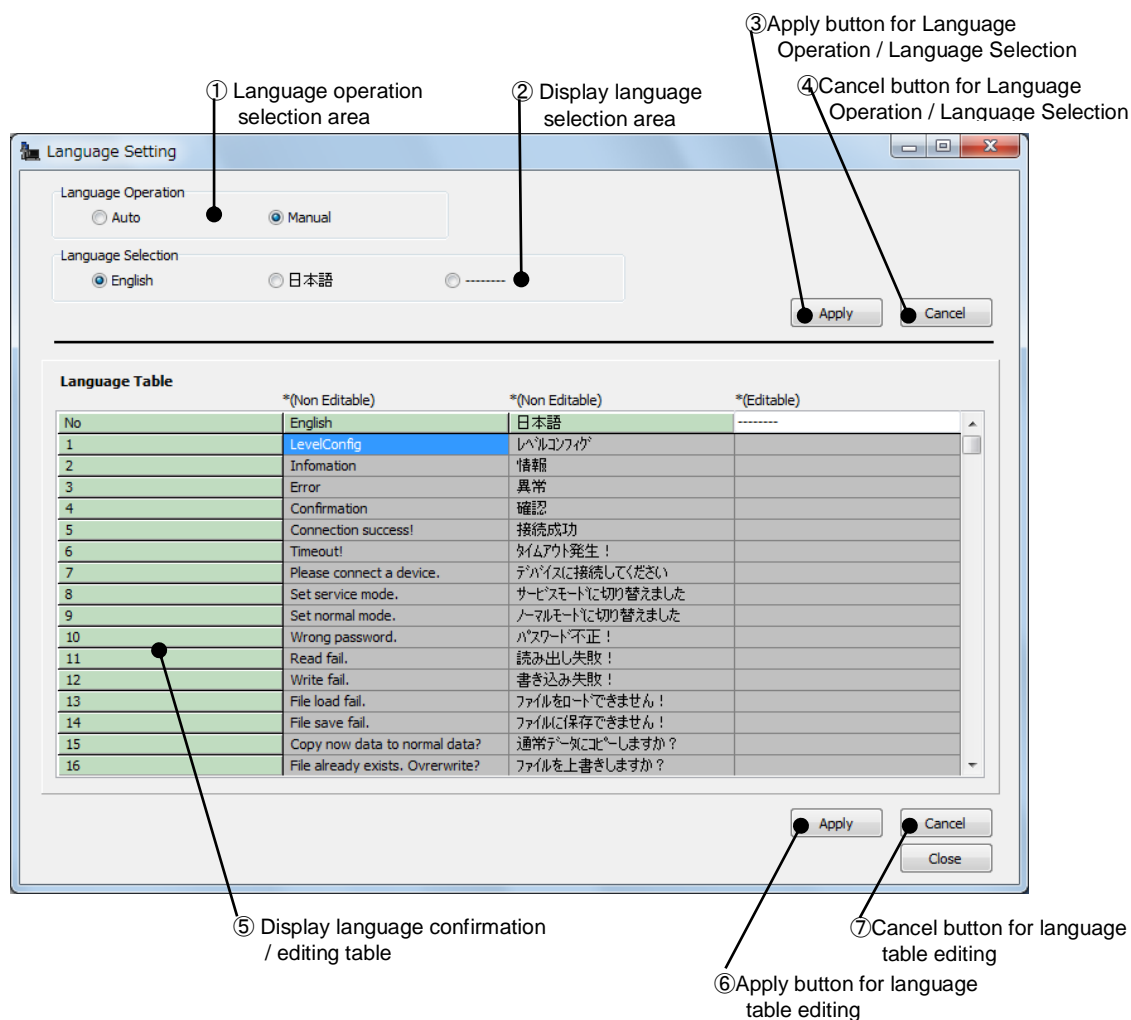 ③Apply button for Language
Operation / Language Selection
① Language operation
selection area
② Display language
selection area
④Cancel button for Language
Operation / Language Selection
Language Setting
Language Operation
Auto
Manual
Language Selection
English
日本語
--------
Apply
Cancel
Language Table
*(Non Editable)
*(Non Editable)
*(Editable)
No English 日本語 --------
1 LevelConfig ﾚﾍﾞﾙｺﾝﾌｨｸﾞ
2 Infomation 情報
3 Error 異常
4 Confirmation 確認
5 Connection success! 接続成功
6 Timeout! ﾀｲﾑｱｳﾄ発生！
7 Please connect a device. ﾃﾞﾊﾞｲｽに接続してください
8 Set service mode. ｻｰﾋﾞｽﾓｰﾄﾞに切り替えました
9 Set normal mode. ﾉｰﾏﾙﾓｰﾄﾞに切り替えました
10 Wrong password. ﾊﾟｽﾜｰﾄﾞ不正！
11 Read fail. 読み出し失敗！
12 Write fail. 書き込み失敗！
13 File load fail. ﾌｧｲﾙをﾛｰﾄﾞできません！
14 File save fail. ﾌｧｲﾙに保存できません！
15 Copy now data to normal data? 通常ﾃﾞｰﾀにｺﾋﾟｰしますか？
16 File already exists. Ovrerwrite? ﾌｧｲﾙを上書きしますか？
Apply
Cancel
Close
⑤ Display language confirmation
/ editing table
⑦Cancel button for language
table editing
⑥Apply button for language
table editing